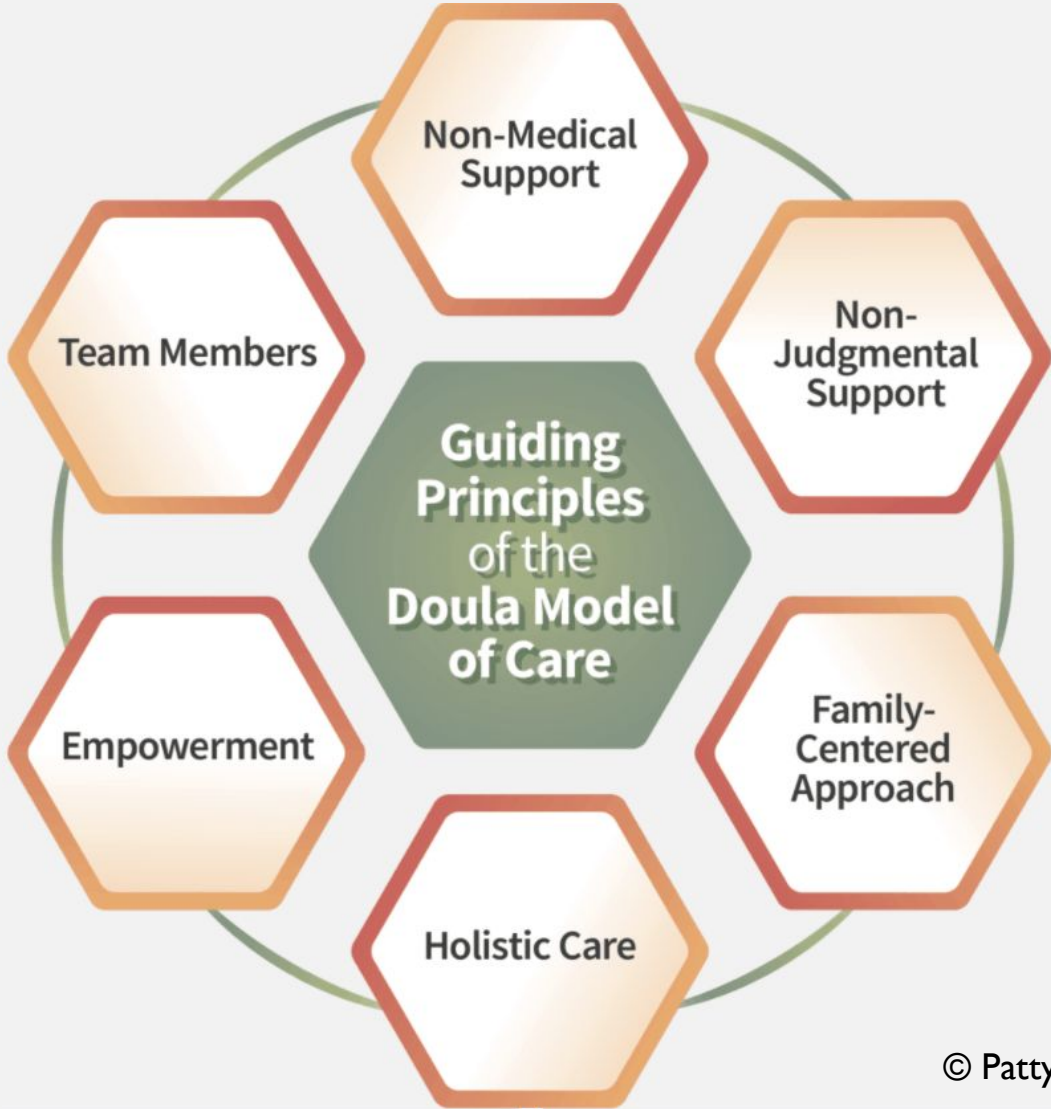 Non-Medical
Support
Non-
Judgmental
Support
Family-
Centered
Approach
Holistic Care
Empowerment
Team Members
Guiding
Principles
of the
Doula Model
of Care
© Patty